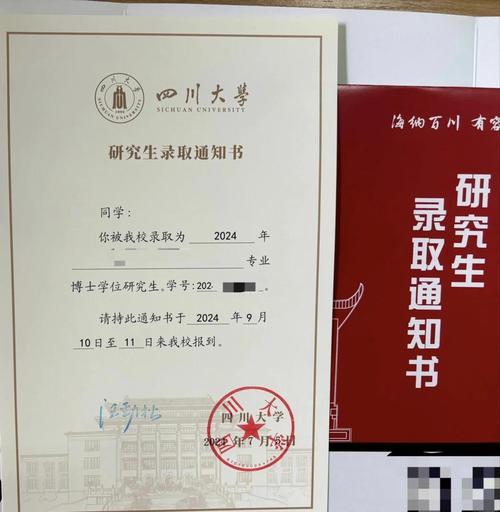 四川大學
SICHUAN UNIVERSITY
研究生录取通知书
同学:
你被我校录取为 2024 年
专业
博士学位研究生。学号:202
请持此通知书于 2024 年 9 月
10 日至 11 日来我校报到。
四川大学
年 7 月 5 日
海纳百川 有容
研究生
录取通知书